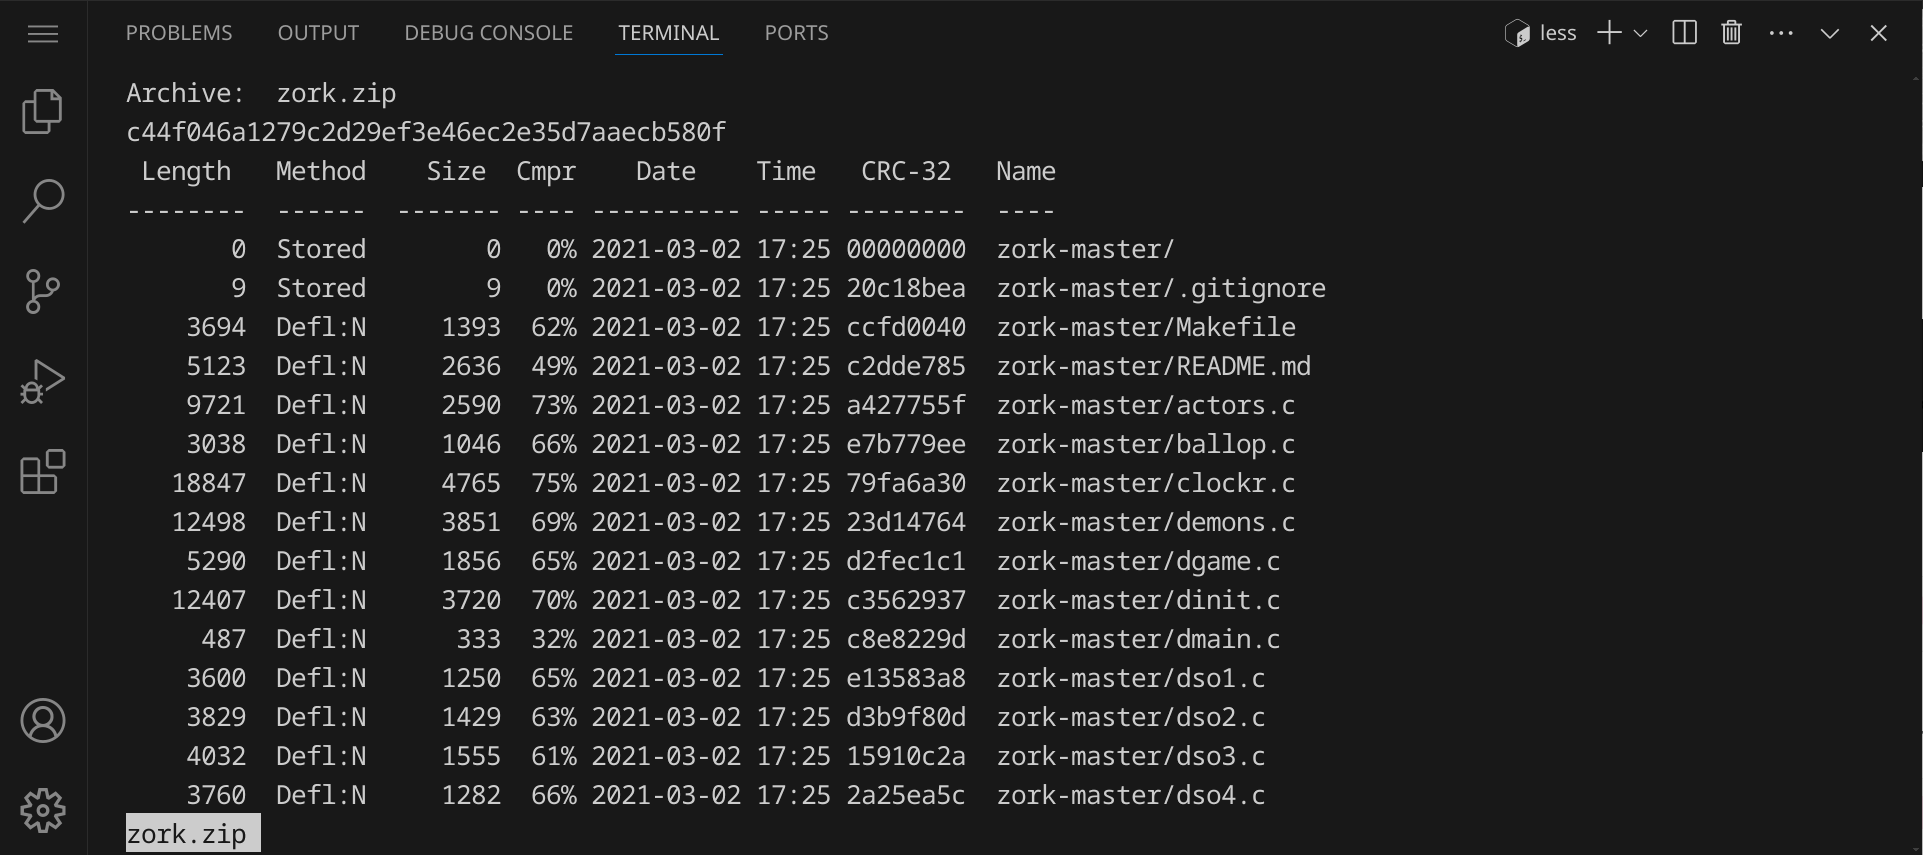 PROBLEMS OUTPUT DEBUG CONSOLE TERMINAL PORTS less
Archive:  zork.zip
c44f046a1279c2d29ef3e46ec2e35d7aaecb580f
 Length   Method    Size  Cmpr    Date    Time   CRC-32   Name
--------  ------  ------- ---- ---------- ----- --------  ----
       0  Stored        0   0% 2021-03-02 17:25 00000000  zork-master/
       9  Stored        9   0% 2021-03-02 17:25 20c18bea  zork-master/.gitignore
    3694  Defl:N     1393  62% 2021-03-02 17:25 ccfd0040  zork-master/Makefile
    5123  Defl:N     2636  49% 2021-03-02 17:25 c2dde785  zork-master/README.md
    9721  Defl:N     2590  73% 2021-03-02 17:25 a427755f  zork-master/actors.c
    3038  Defl:N     1046  66% 2021-03-02 17:25 e7b779ee  zork-master/ballop.c
   18847  Defl:N     4765  75% 2021-03-02 17:25 79fa6a30  zork-master/clockr.c
   12498  Defl:N     3851  69% 2021-03-02 17:25 23d14764  zork-master/demons.c
    5290  Defl:N     1856  65% 2021-03-02 17:25 d2fec1c1  zork-master/dgame.c
   12407  Defl:N     3720  70% 2021-03-02 17:25 c3562937  zork-master/dinit.c
     487  Defl:N      333  32% 2021-03-02 17:25 c8e8229d  zork-master/dmain.c
    3600  Defl:N     1250  65% 2021-03-02 17:25 e13583a8  zork-master/dso1.c
    3829  Defl:N     1429  63% 2021-03-02 17:25 d3b9f80d  zork-master/dso2.c
    4032  Defl:N     1555  61% 2021-03-02 17:25 15910c2a  zork-master/dso3.c
    3760  Defl:N     1282  66% 2021-03-02 17:25 2a25ea5c  zork-master/dso4.c
zork.zip